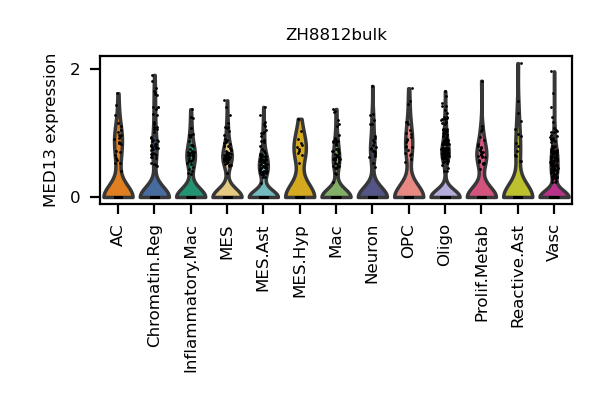 ZH8812bulk
MED13 expression
2
0
AC
Chromatin.Reg
Inflammatory.Mac
MES
MES.Ast
MES.Hyp
Mac
Neuron
OPC
Oligo
Prolif.Metab
Reactive.Ast
Vasc